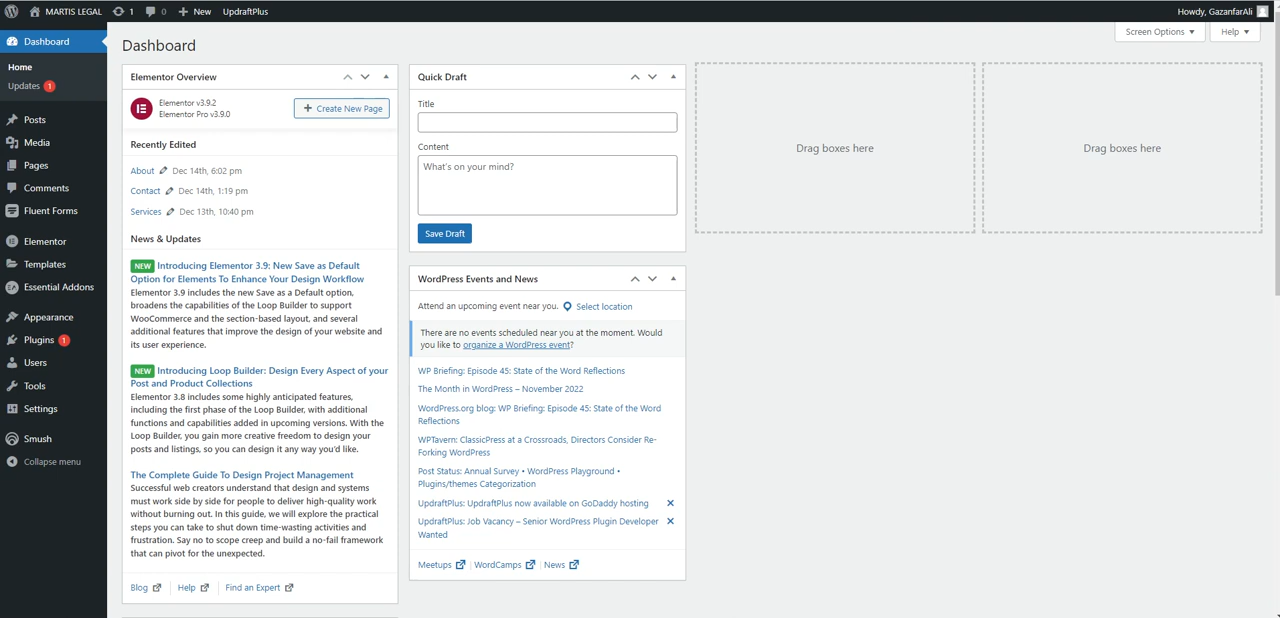 MARTIS LEGAL
1
0
New
UpdraftPlus
Howdy, GazanfarAli
Dashboard
Home
Updates 1
Posts
Media
Pages
Comments
Fluent Forms
Elementor
Templates
Essential Addons
Appearance
Plugins 1
Users
Tools
Settings
Smush
Collapse menu
Screen Options
Help
Dashboard
Elementor Overview
Elementor v3.9.2
Elementor Pro v3.9.0
Create New Page
Recently Edited
About Dec 14th, 6:02 pm
Contact Dec 14th, 1:19 pm
Services Dec 13th, 10:40 pm
News & Updates
NEW Introducing Elementor 3.9: New Save as Default
Option for Elements To Enhance Your Design Workflow
Elementor 3.9 includes the new Save as a Default option,
broadens the capabilities of the Loop Builder to support
WooCommerce and the section-based layout, and several
additional features that improve the design of your website and
its user experience.
NEW Introducing Loop Builder: Design Every Aspect of your
Post and Product Collections
Elementor 3.8 includes some highly anticipated features,
including the first phase of the Loop Builder, with additional
functions and capabilities added in upcoming versions. With the
Loop Builder, you gain more creative freedom to design your
posts and listings, so you can design it any way you'd like.
The Complete Guide To Design Project Management
Successful web creators understand that design and systems
must work side by side for people to deliver high-quality work
without burning out. In this guide, we will explore the practical
steps you can take to shut down time-wasting activities and
frustration. Say no to scope creep and build a no-fail framework
that can pivot for the unexpected.
Blog
Help
Find an Expert
Quick Draft
Title
Content
What's on your mind?
Save Draft
WordPress Events and News
Attend an upcoming event near you. Select location
There are no events scheduled near you at the moment. Would
you like to organize a WordPress event?
WP Briefing: Episode 45: State of the Word Reflections
The Month in WordPress – November 2022
WordPress.org blog: WP Briefing: Episode 45: State of the Word
Reflections
WPTavern: ClassicPress at a Crossroads, Directors Consider Re-
Forking WordPress
Post Status: Annual Survey • WordPress Playground •
Plugins/themes Categorization
UpdraftPlus: UpdraftPlus now available on GoDaddy hosting
UpdraftPlus: Job Vacancy – Senior WordPress Plugin Developer
Wanted
Meetups
WordCamps
News
Drag boxes here
Drag boxes here